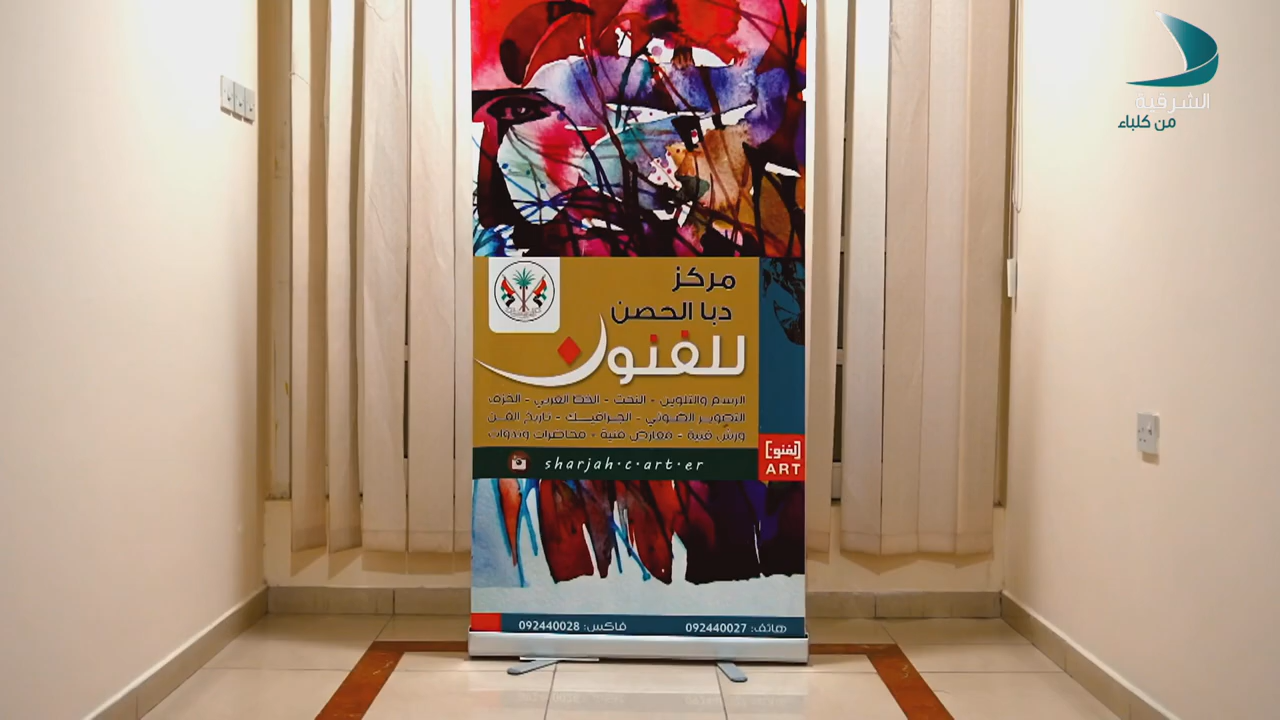 الشرقية
من كلباء
مركز
دبا الحصن
للفنون
الرسم والتلوين - النحت - الخط العربي - الخزف
التصوير الضوئي - الجرافيك - تاريخ الفن
ورش فنية - معارض فنية - محاضرات وندوات
sharjah·c·art·er
[لفنون]
ART
هاتف: 092440027 فاكس: 092440028